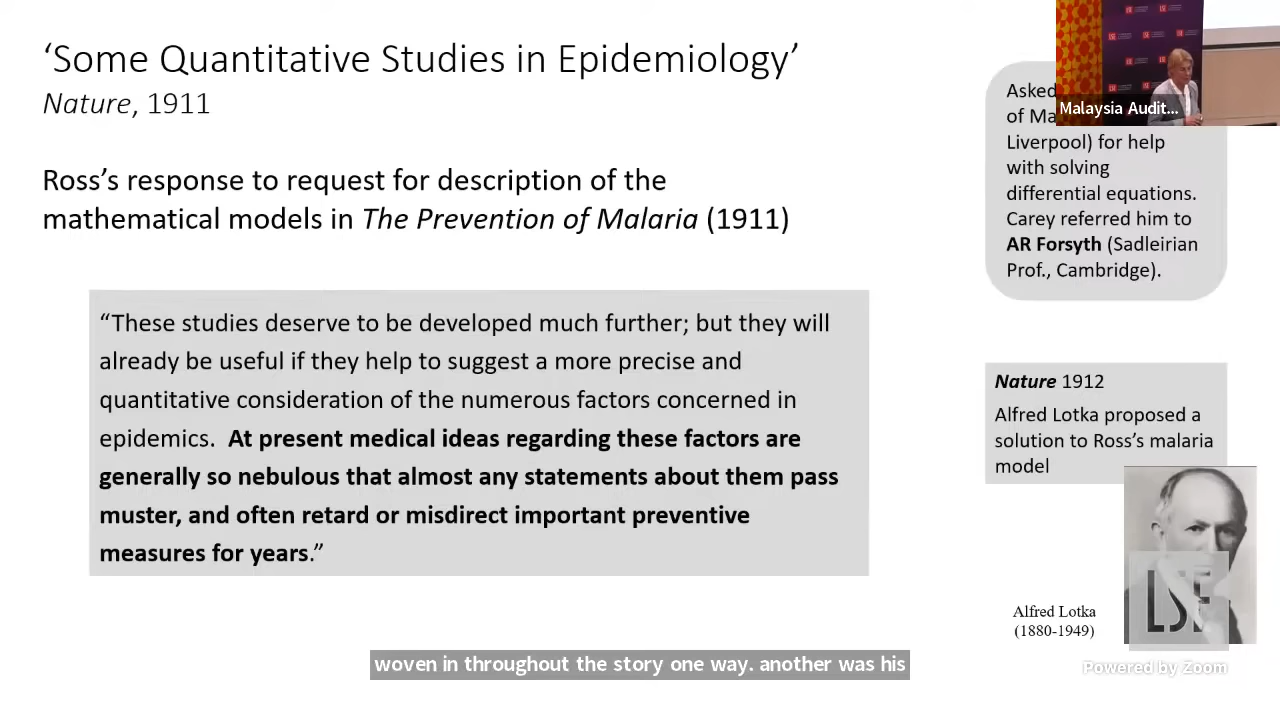 ‘Some Quantitative Studies in Epidemiology’
Nature, 1911
Ross’s response to request for description of the
mathematical models in The Prevention of Malaria (1911)
“These studies deserve to be developed much further; but they will
already be useful if they help to suggest a more precise and
quantitative consideration of the numerous factors concerned in
epidemics. At present medical ideas regarding these factors are
generally so nebulous that almost any statements about them pass
muster, and often retard or misdirect important preventive
measures for years.”
Asked
of Ma
Liverpool) for help
with solving
differential equations.
Carey referred him to
AR Forsyth (Sadleirian
Prof., Cambridge).
Malaysia Audit...
Nature 1912
Alfred Lotka proposed a
solution to Ross’s malaria
model
Alfred Lotka
(1880-1949)
LSE
woven in throughout the story one way. another was his
Powered by Zoom